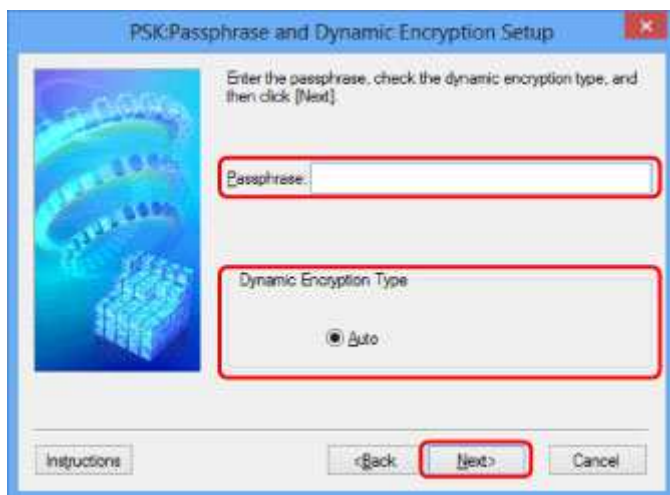 PSK:Passphrase and Dynamic Encryption Setup
Enter the passphrase, check the dynamic encryption type, and
then click [Next].
Passphrase:
Dynamic Encryption Type
Auto
Instructions
<Back
Next>
Cancel